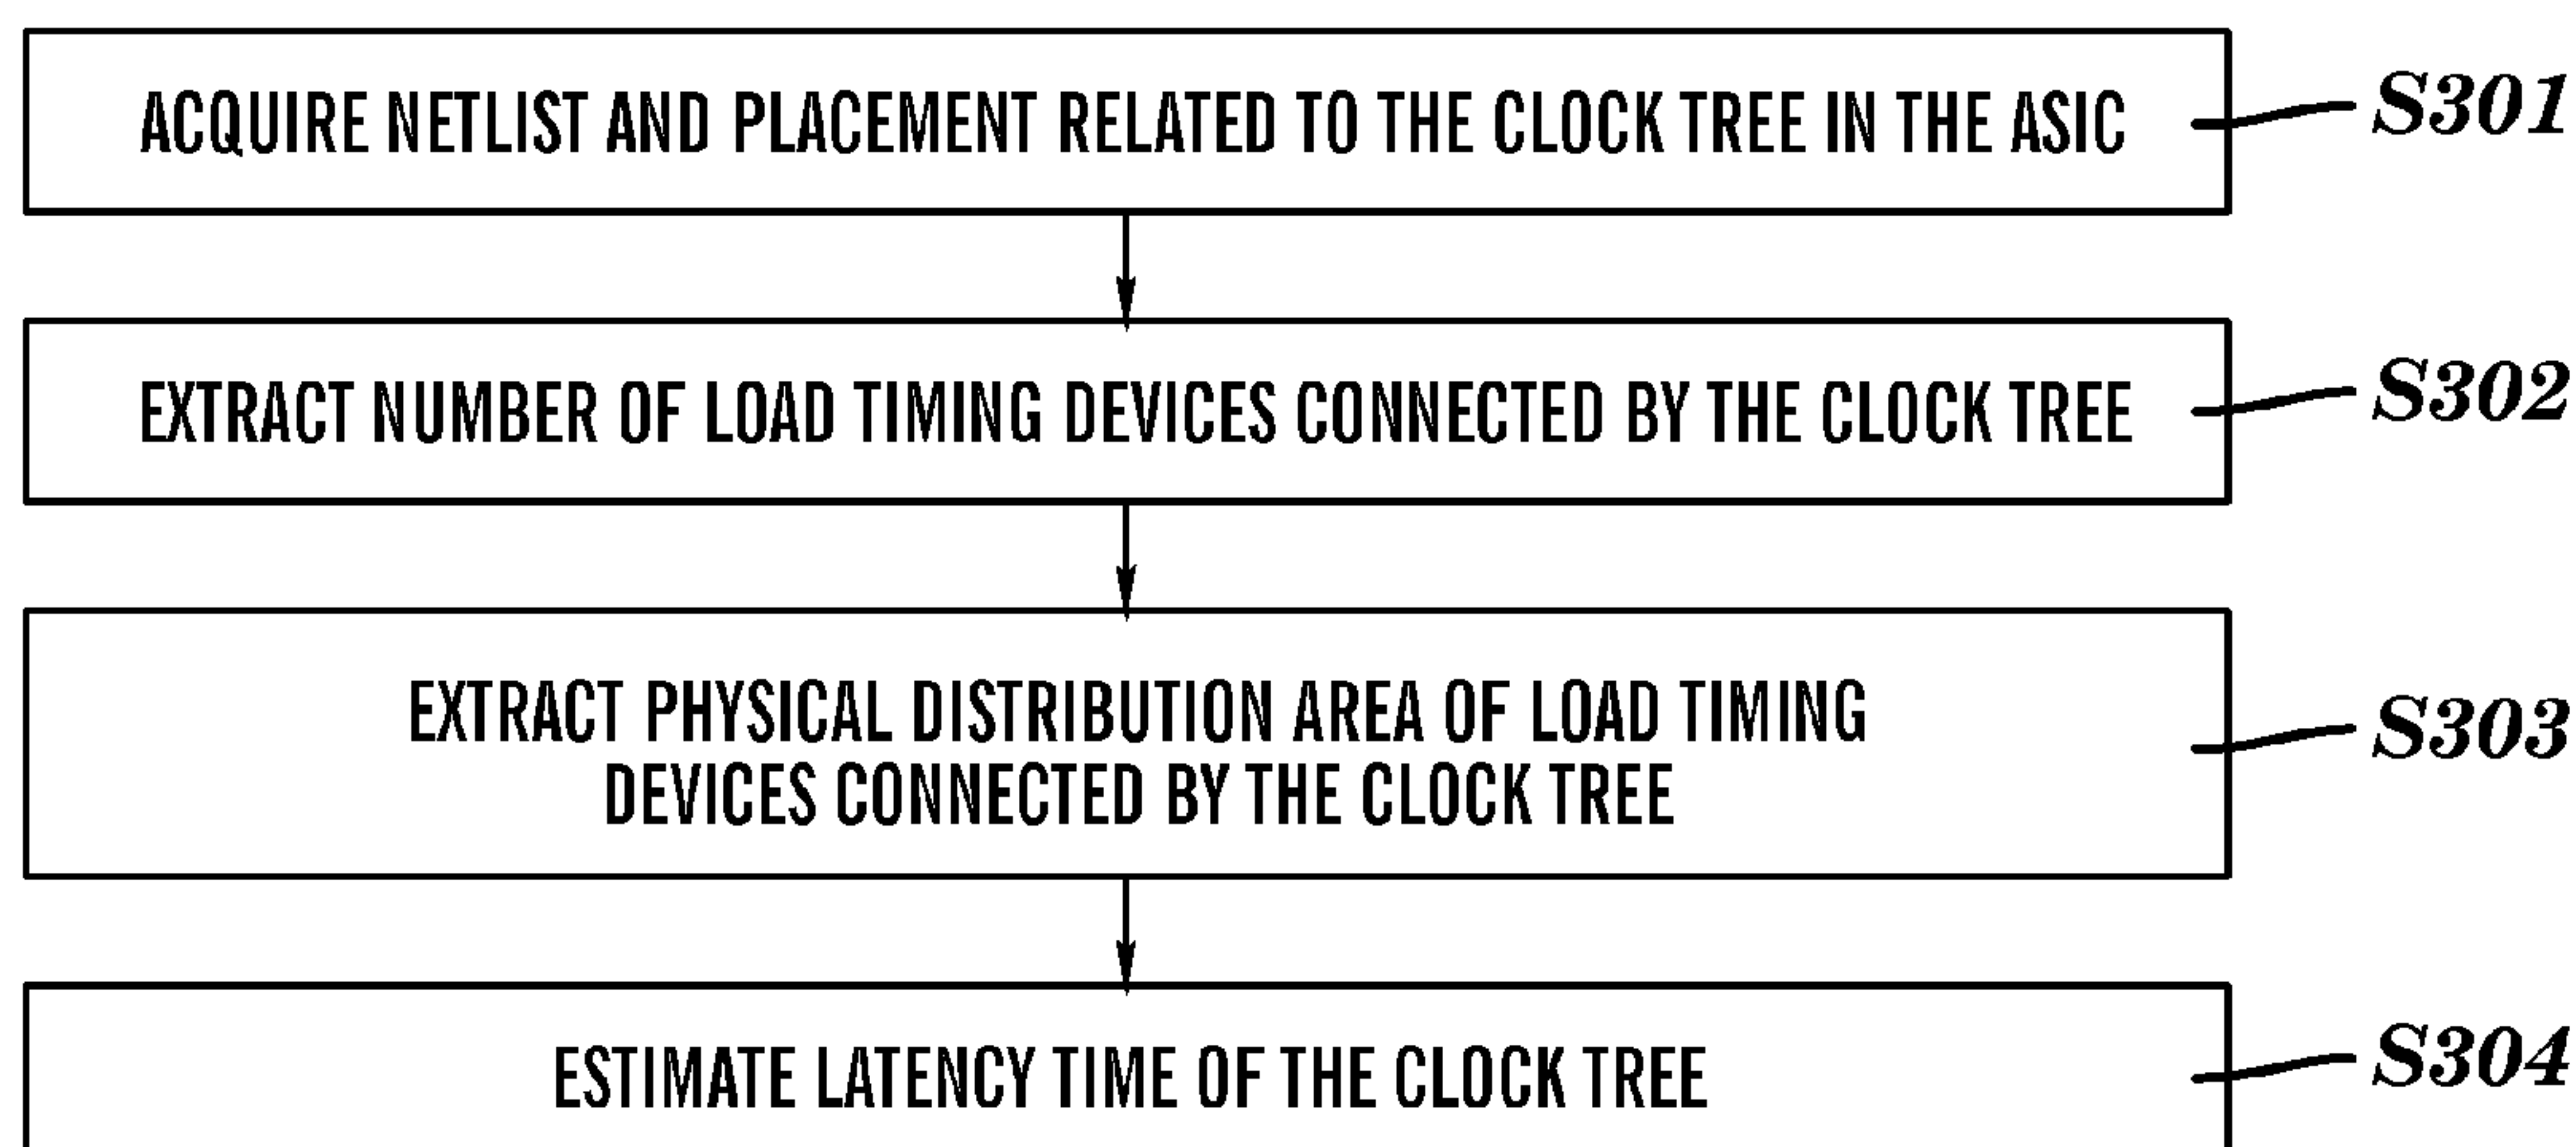 ACQUIRE NETLIST AND PLACEMENT RELATED TO THE CLOCK TREE IN THE ASIC
S301
EXTRACT NUMBER OF LOAD TIMING DEVICES CONNECTED BY THE CLOCK TREE
S302
EXTRACT PHYSICAL DISTRIBUTION AREA OF LOAD TIMING
DEVICES CONNECTED BY THE CLOCK TREE
S303
ESTIMATE LATENCY TIME OF THE CLOCK TREE
S304